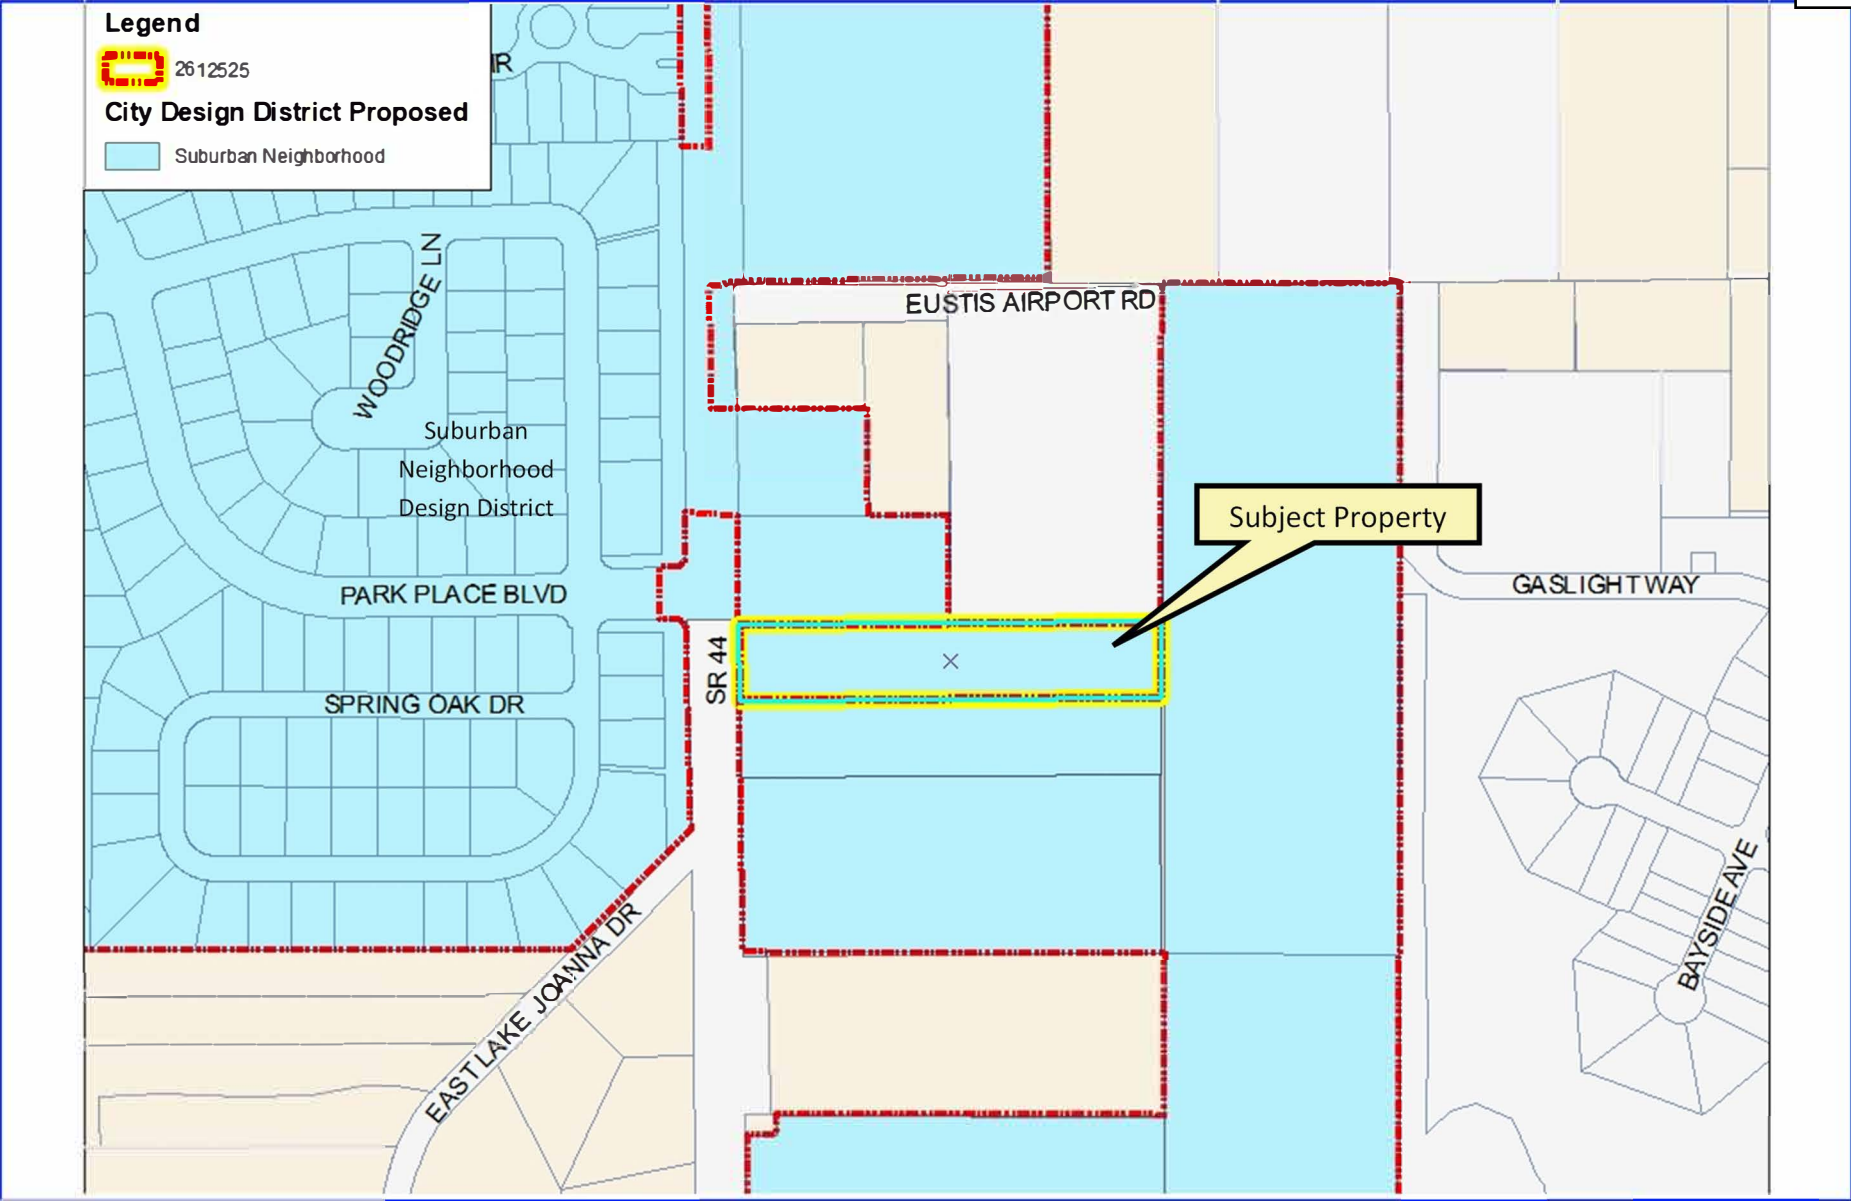 Legend
2612525
City Design District Proposed
Suburban Neighborhood
EUSTIS AIRPORT RD
WOODRIDGE LN
Suburban
Neighborhood
Design District
Subject Property
PARK PLACE BLVD
GASLIGHT WAY
SR 44
SPRING OAK DR
BAYSIDE AVE
EAST LAKE JOANNA DR